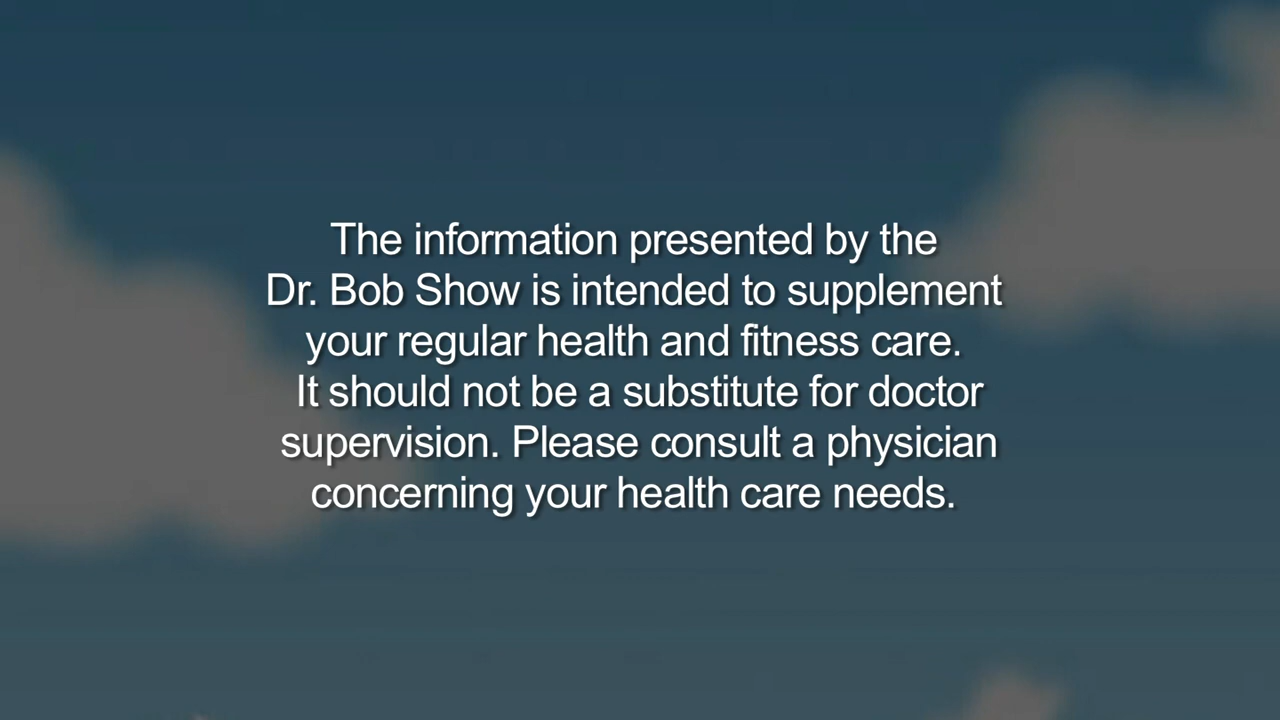 The information presented by the
Dr. Bob Show is intended to supplement
your regular health and fitness care.
It should not be a substitute for doctor
supervision. Please consult a physician
concerning your health care needs.